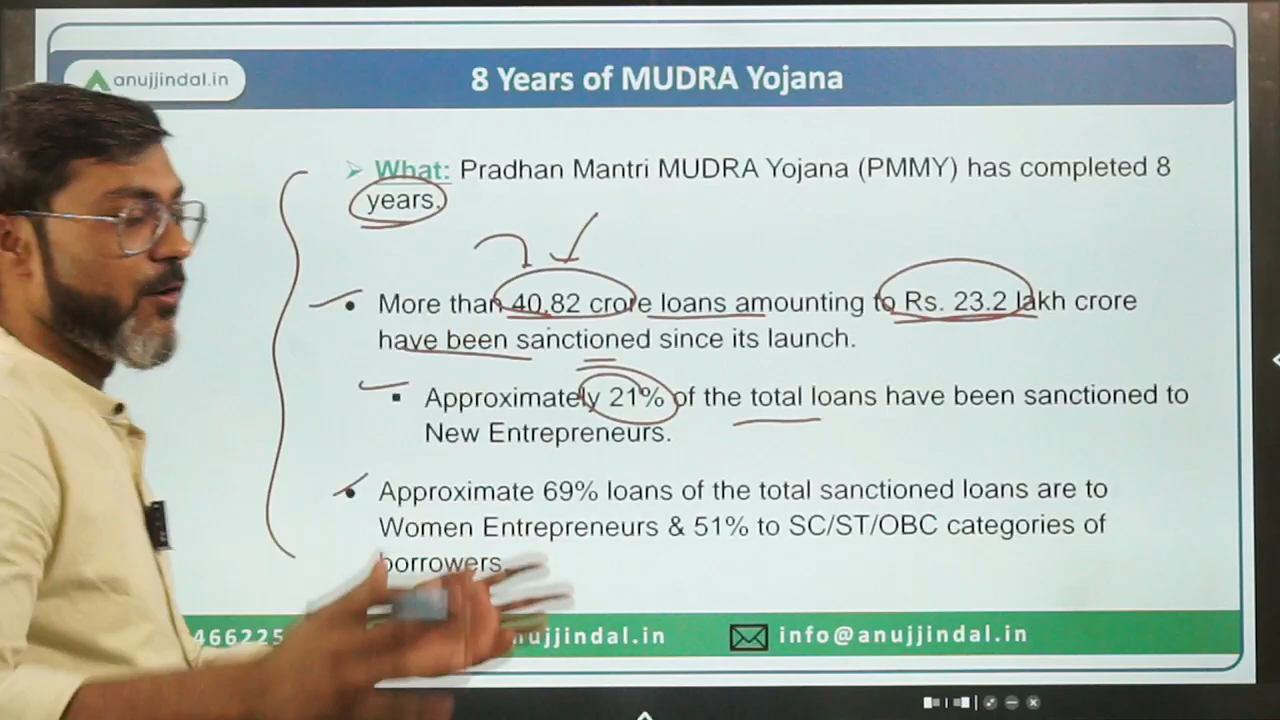 anujjindal.in
8 Years of MUDRA Yojana
What: Pradhan Mantri MUDRA Yojana (PMMY) has completed 8
years.
More than 40.82 crore loans amounting to Rs. 23.2 lakh crore
have been sanctioned since its launch.
Approximately 21% of the total loans have been sanctioned to
New Entrepreneurs.
Approximate 69% loans of the total sanctioned loans are to
Women Entrepreneurs & 51% to SC/ST/OBC categories of
borrowers.
466225 nujjindal.in info@anujjindal.in